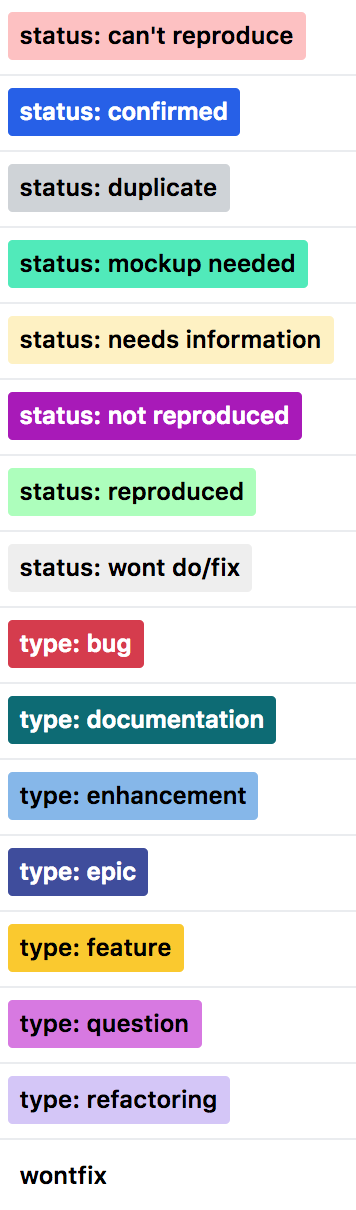 status: can't reproduce
status: confirmed
status: duplicate
status: mockup needed
status: needs information
status: not reproduced
status: reproduced
status: wont do/fix
type: bug
type: documentation
type: enhancement
type: epic
type: feature
type: question
type: refactoring
wontfix